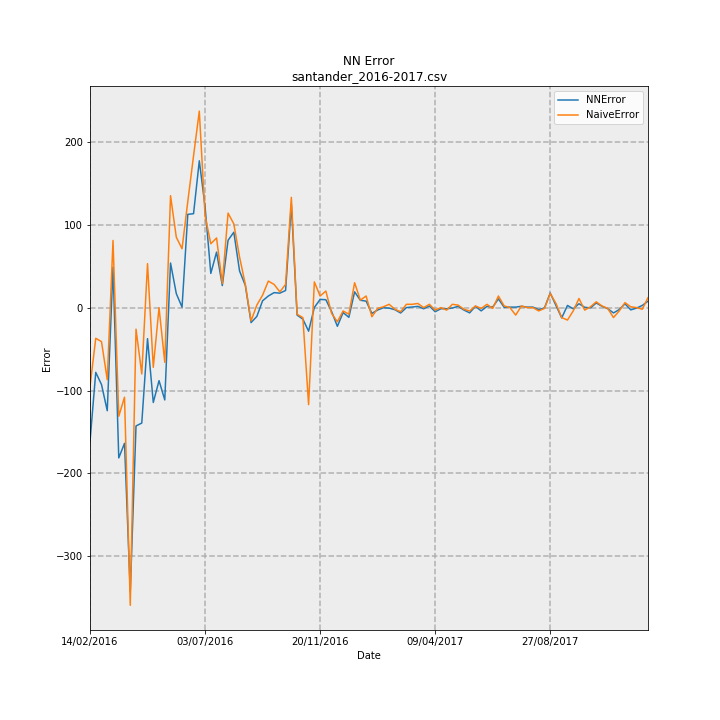 NN Error
santander_2016-2017.csv
NNError
NaiveError
200
100
0
−100
−200
−300
Error
14/02/2016
03/07/2016
20/11/2016
09/04/2017
27/08/2017
Date